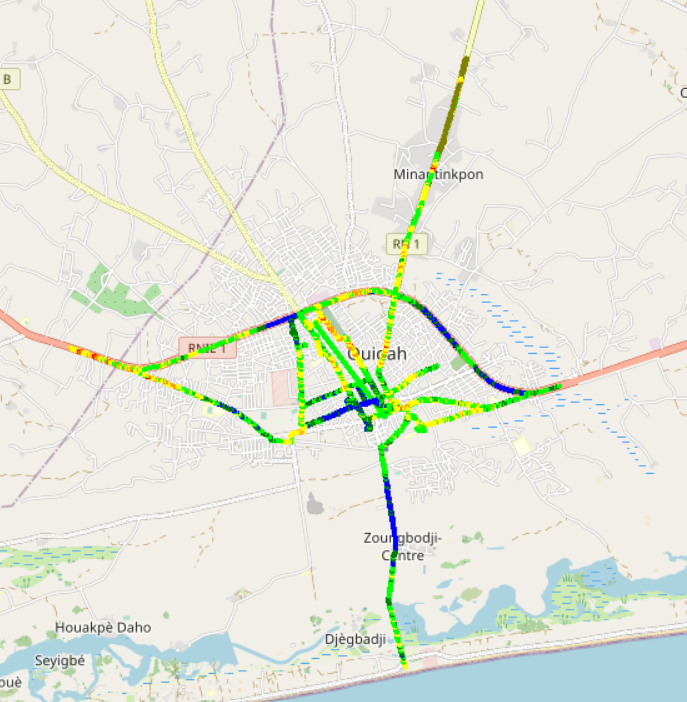 B
C
Minantinkpon
RN 1
RNIE 1
Ouidah
Zoungbodji-
Centre
Houakpè Daho
Djègbadji
Seyigbé
ouè